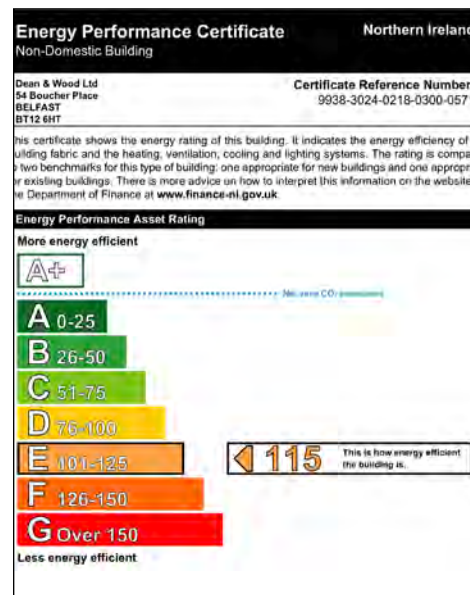 Energy Performance Certificate
Northern Ireland
Non-Domestic Building
Dean & Wood Ltd
54 Boucher Place
BELFAST
BT12 6HT
Certificate Reference Number
9938-3024-0218-0300-057
his certificate shows the energy rating of this building. It indicates the energy efficiency of
uilding fabric and the heating, ventilation, cooling and lighting systems. The rating is compa
two benchmarks for this type of building: one appropriate for new buildings and one appropr
r existing buildings. There is more advice on how to interpret this information on the website
e Department of Finance at www.finance-ni.gov.uk
Energy Performance Asset Rating
More energy efficient
A+
Net zero CO₂ emissions
A 0-25
B 26-50
C 51-75
D 76-100
E 101-125
115
This is how energy efficient
the building is.
F 126-150
G Over 150
Less energy efficient